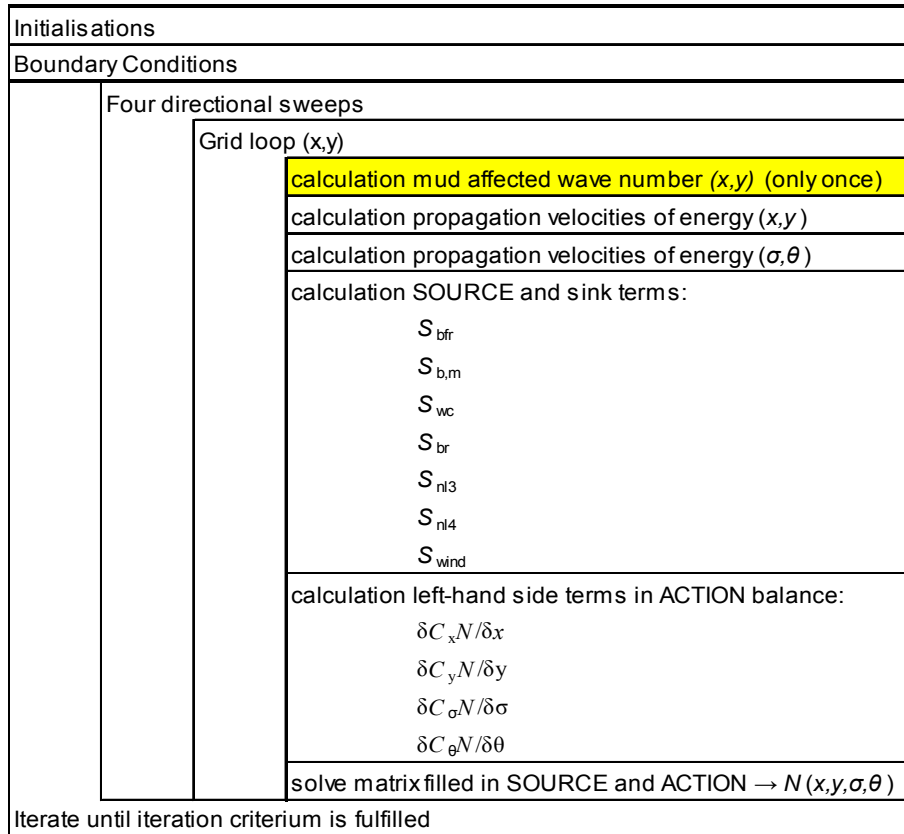 Initialisations
Boundary Conditions
Four directional sweeps
Grid loop (x,y)
calculation mud affected wave number (x,y) (only once)
calculation propagation velocities of energy (x,y)
calculation propagation velocities of energy (σ,θ)
calculation SOURCE and sink terms:
S bfr
S b,m
S wc
S br
S nl3
S nl4
S wind
calculation left-hand side terms in ACTION balance:
δC xN/δx
δC yN/δy
δC σN/δσ
δC θN/δθ
solve matrix filled in SOURCE and ACTION → N (x,y,σ,θ)
Iterate until iteration criterium is fulfilled